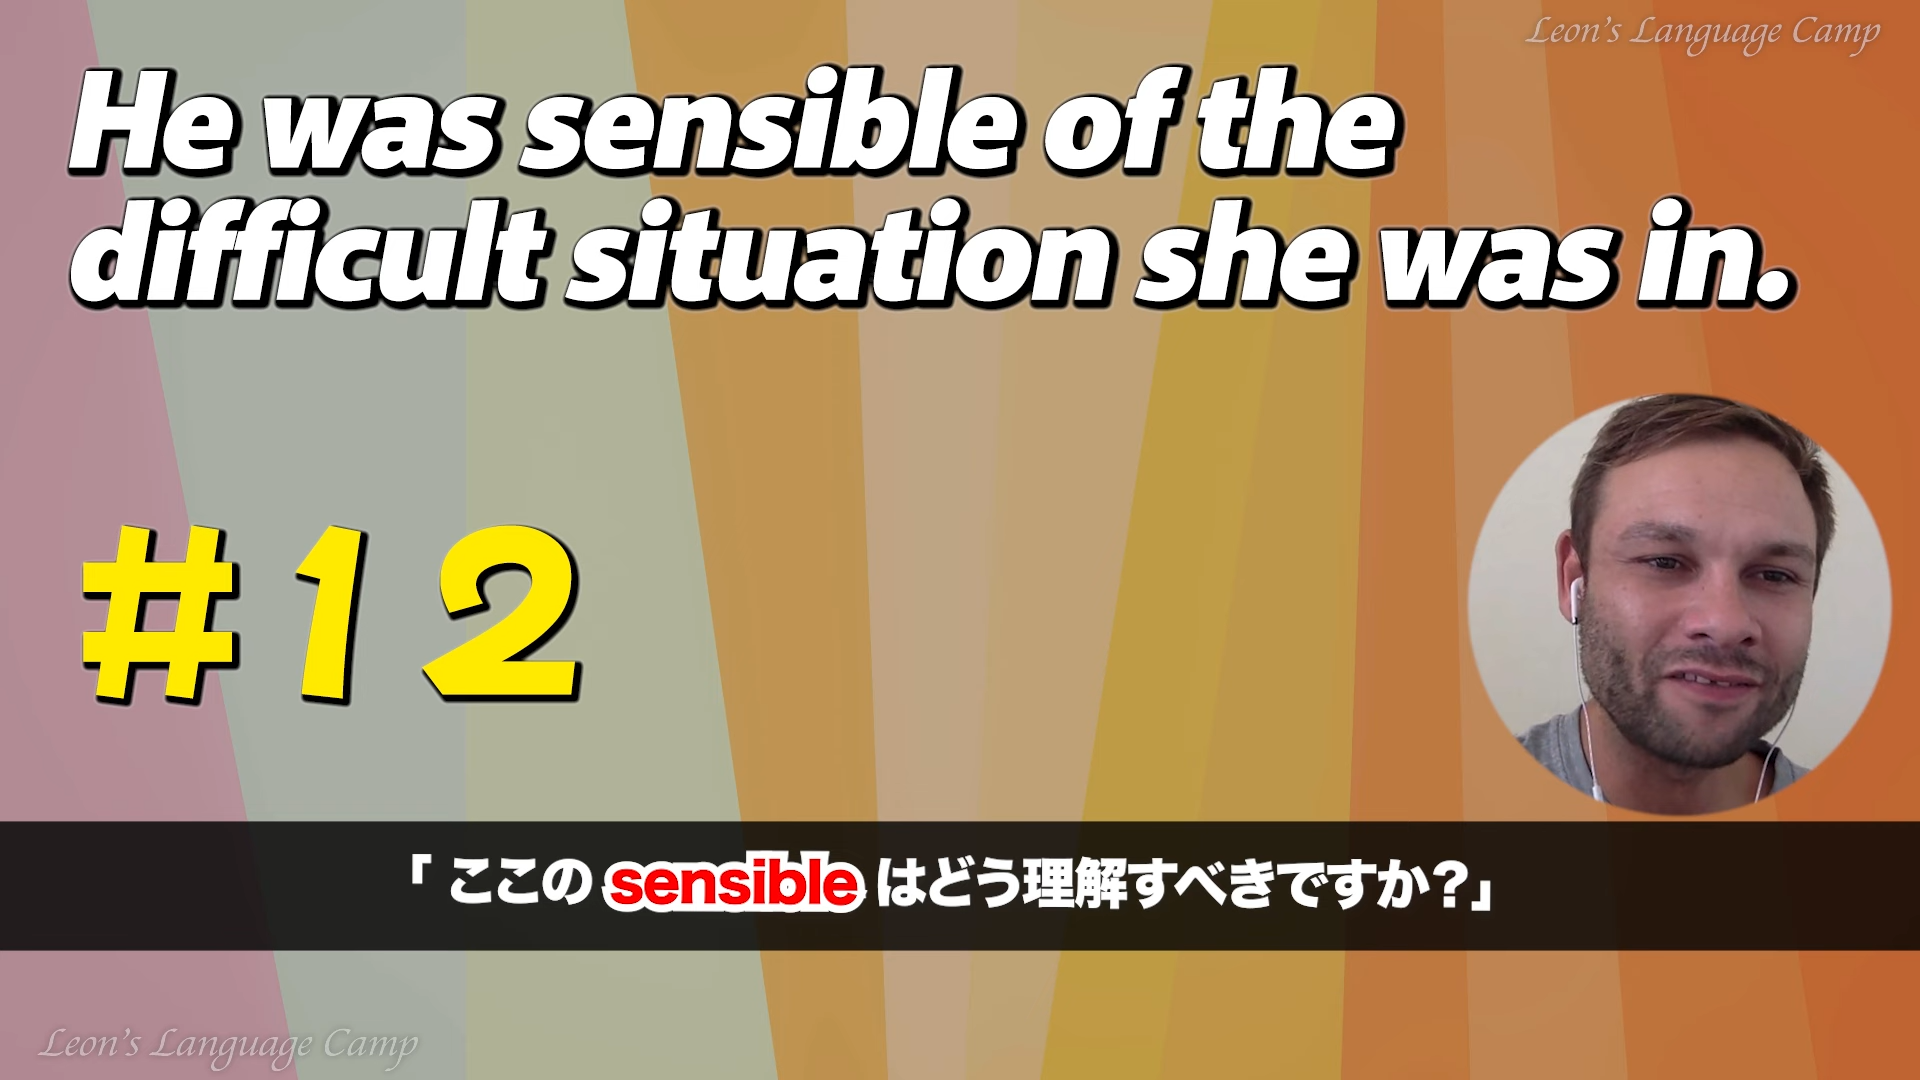 Leon's Language Camp
He was sensible of the
difficult situation she was in.
#12
「ここの sensible はどう理解すべきですか？」
Leon's Language Camp